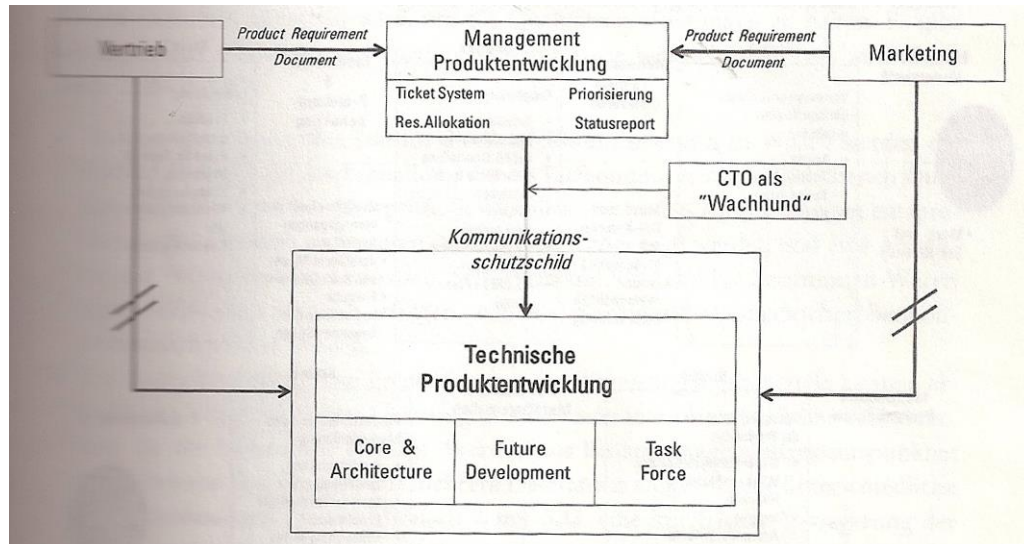 Vertrieb
Product Requirement
Document
Management
Produktentwicklung
Product Requirement
Document
Marketing
Ticket System
Priorisierung
Res.Allokation
Statusreport
CTO als
"Wachhund"
Kommunikations-
schutzschild
Technische
Produktentwicklung
Core &
Architecture
Future
Development
Task
Force